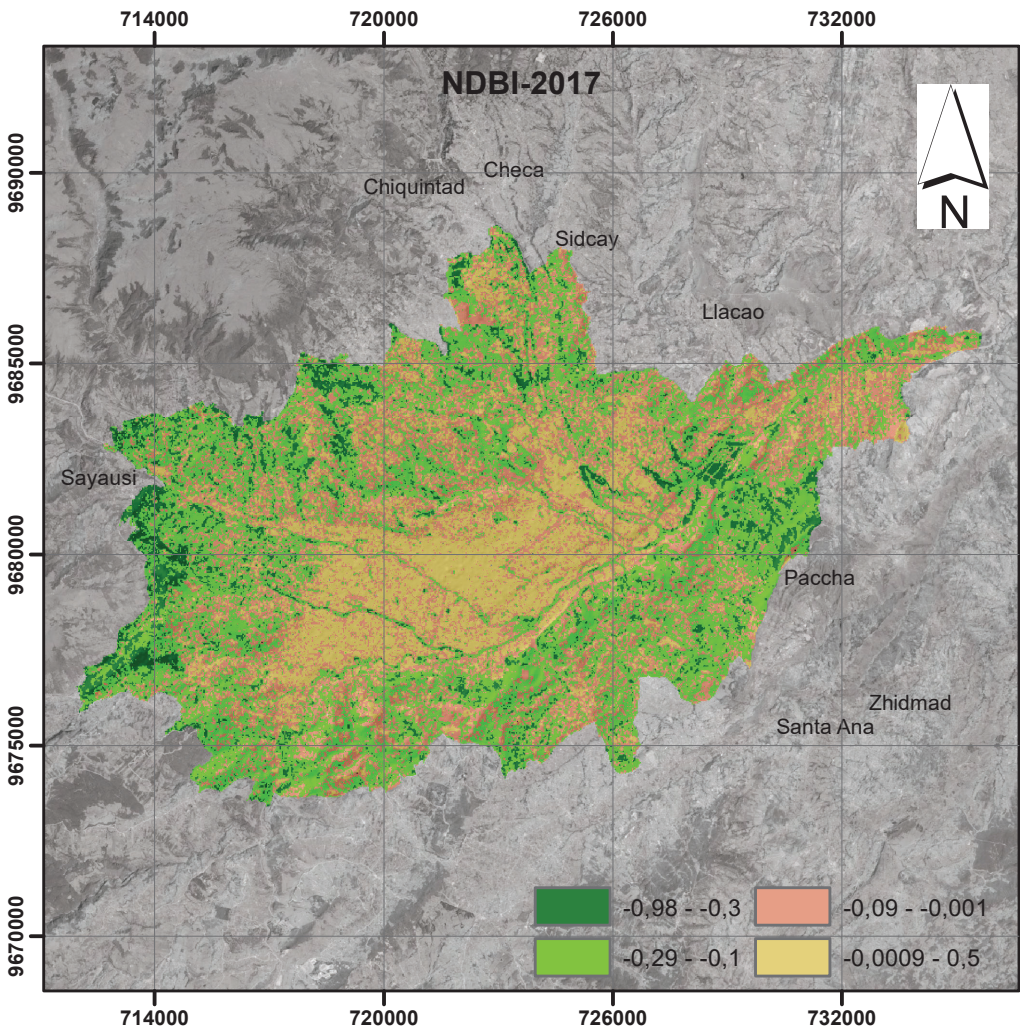 714000 720000 726000 732000
NDBI-2017
N
9690000
Checa
Chiquintad
Sidcay
Llacao
9685000
Sayausi
9680000
Paccha
Zhidmad
Santa Ana
9675000
-0,98 - -0,3 -0,09 - -0,001
-0,29 - -0,1 -0,0009 - 0,5
9670000
714000 720000 726000 732000